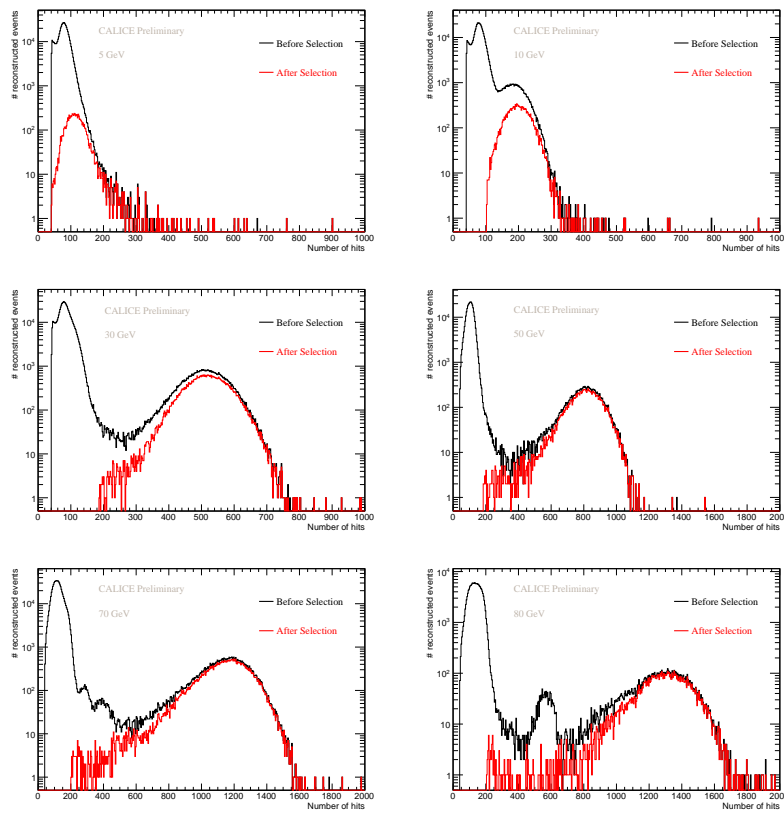 # reconstructed events
10⁴
10³
10²
10
1
CALICE Preliminary
5 GeV
Before Selection
After Selection
0 100 200 300 400 500 600 700 800 900 1000
Number of hits
# reconstructed events
10⁴
10³
10²
10
1
CALICE Preliminary
10 GeV
Before Selection
After Selection
0 100 200 300 400 500 600 700 800 900 1000
Number of hits
# reconstructed events
10⁴
10³
10²
10
1
CALICE Preliminary
30 GeV
Before Selection
After Selection
0 100 200 300 400 500 600 700 800 900 1000
Number of hits
# reconstructed events
10⁴
10³
10²
10
1
CALICE Preliminary
50 GeV
Before Selection
After Selection
0 200 400 600 800 1000 1200 1400 1600 1800 200
Number of hits
# reconstructed events
10⁴
10³
10²
10
1
CALICE Preliminary
70 GeV
Before Selection
After Selection
0 200 400 600 800 1000 1200 1400 1600 1800 2000
Number of hits
# reconstructed events
10⁴
10³
10²
10
1
CALICE Preliminary
80 GeV
Before Selection
After Selection
0 200 400 600 800 1000 1200 1400 1600 1800 200
Number of hits